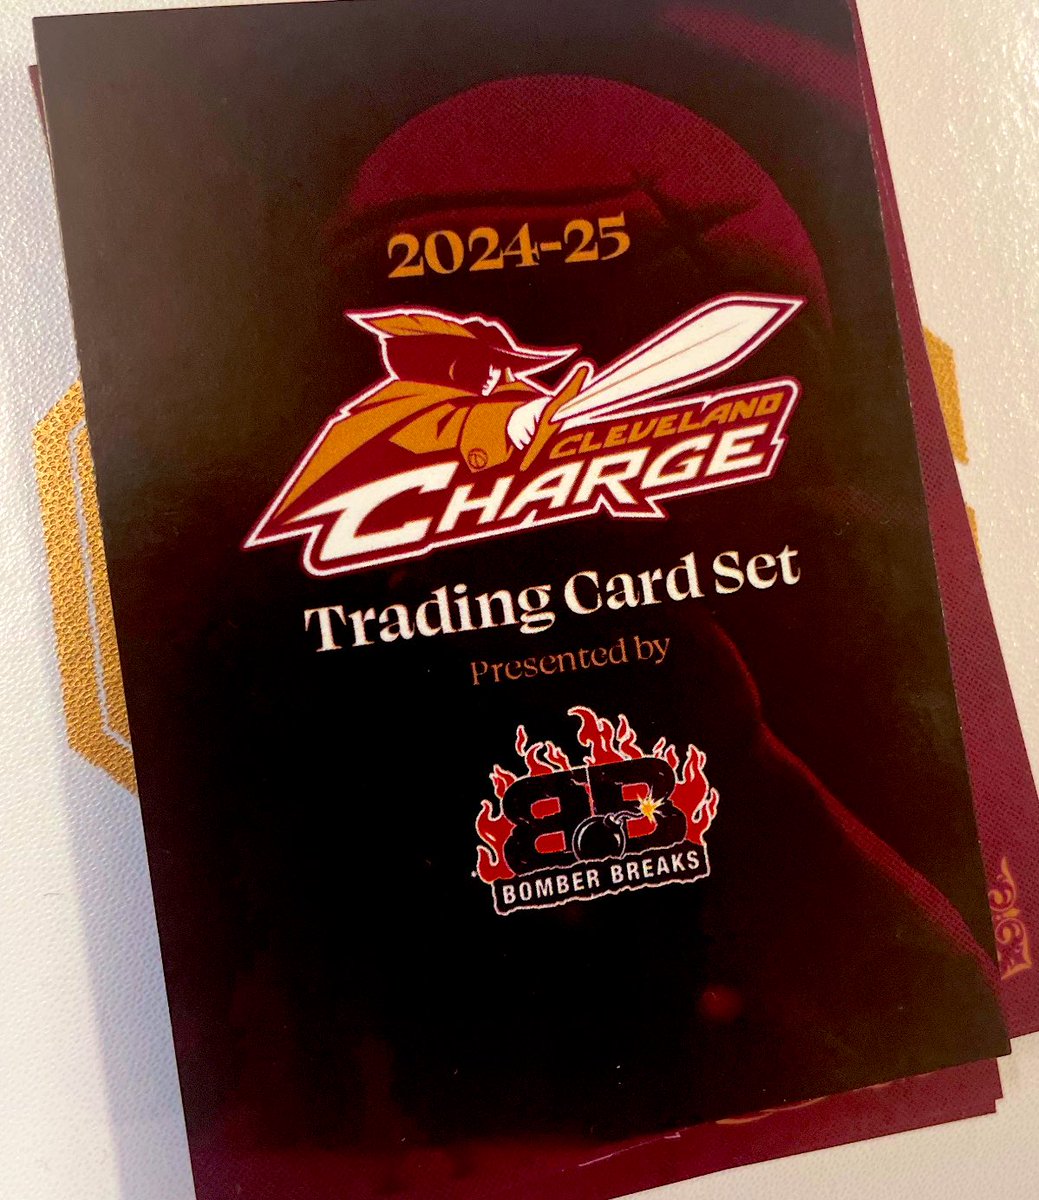 2024-25
CLEVELAND
CHARGE
Trading Card Set
Presented by
BB
BOMBER BREAKS